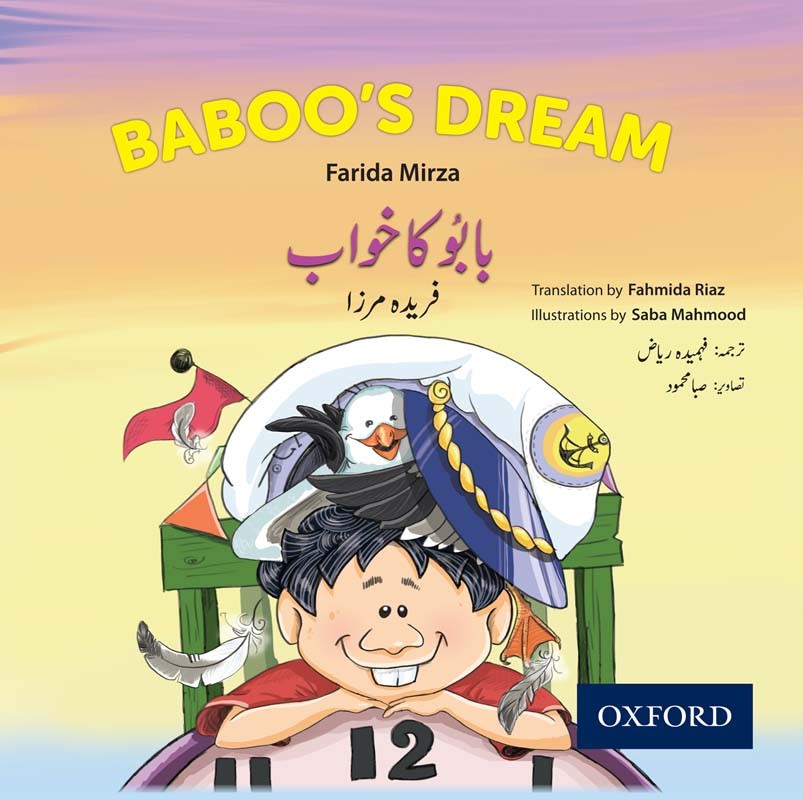 BABOO'S DREAM
Farida Mirza
بابُو کا خواب
فریدہ مرزا
Translation by Fahmida Riaz
Illustrations by Saba Mahmood
ترجمہ: فہمیدہ ریاض
تصاویر: صبا محمود
12
OXFORD